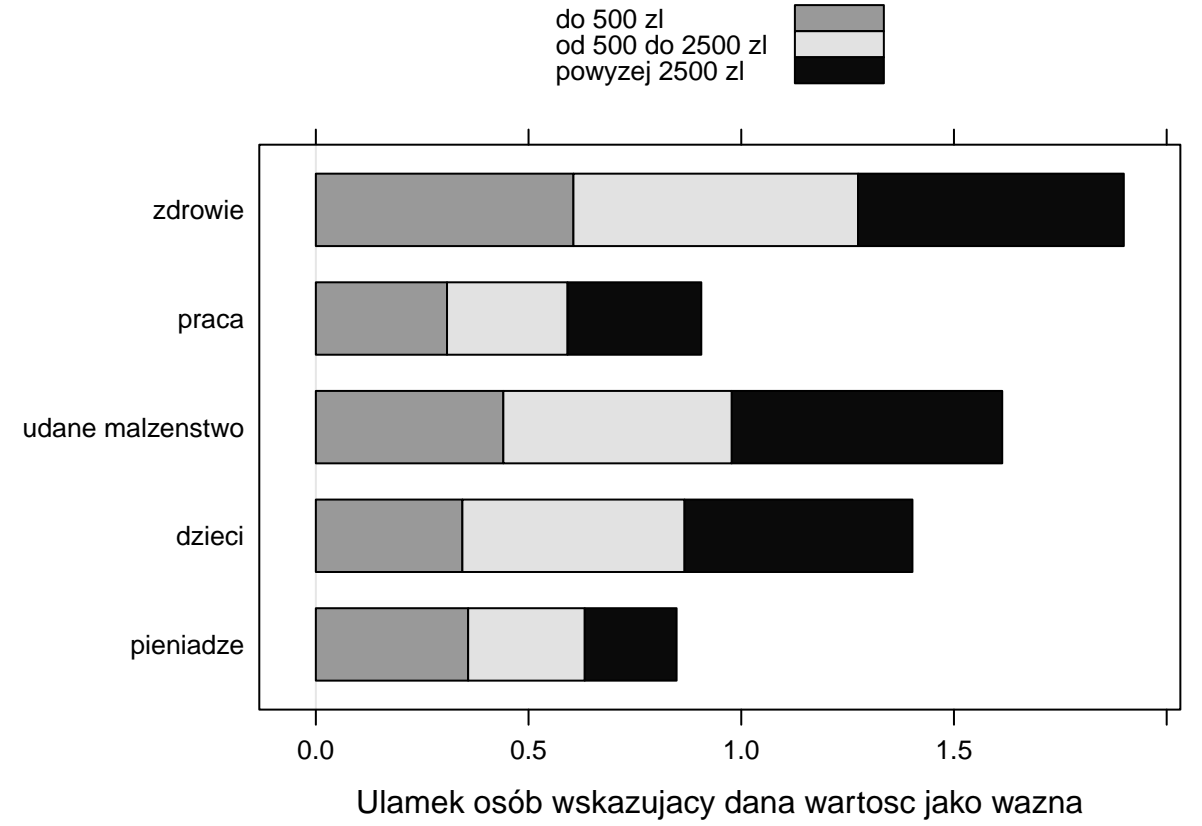 do 500 zl
od 500 do 2500 zl
powyzej 2500 zl
zdrowie
praca
udane malzenstwo
dzieci
pieniadze
0.0 0.5 1.0 1.5
Ulamek osób wskazujacy dana wartosc jako wazna